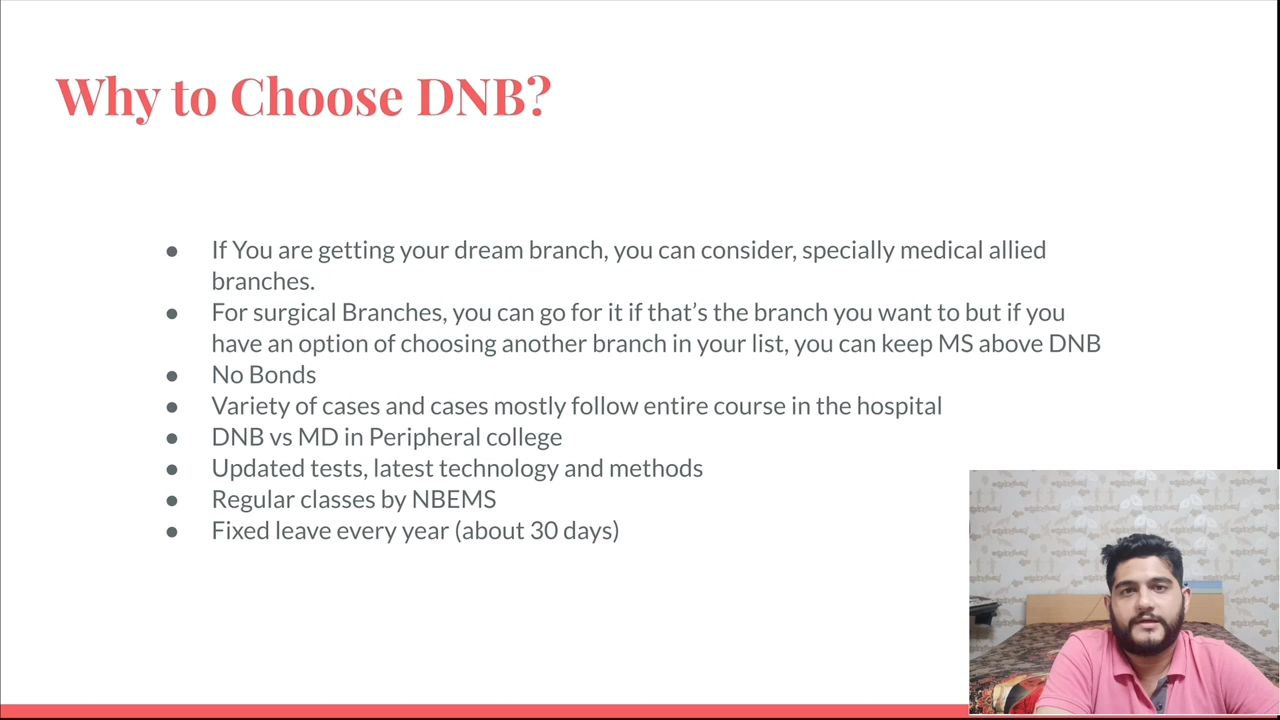 Why to Choose DNB?
● If You are getting your dream branch, you can consider, specially medical allied
branches.
● For surgical Branches, you can go for it if that’s the branch you want to but if you
have an option of choosing another branch in your list, you can keep MS above DNB
● No Bonds
● Variety of cases and cases mostly follow entire course in the hospital
● DNB vs MD in Peripheral college
● Updated tests, latest technology and methods
● Regular classes by NBEMS
● Fixed leave every year (about 30 days)